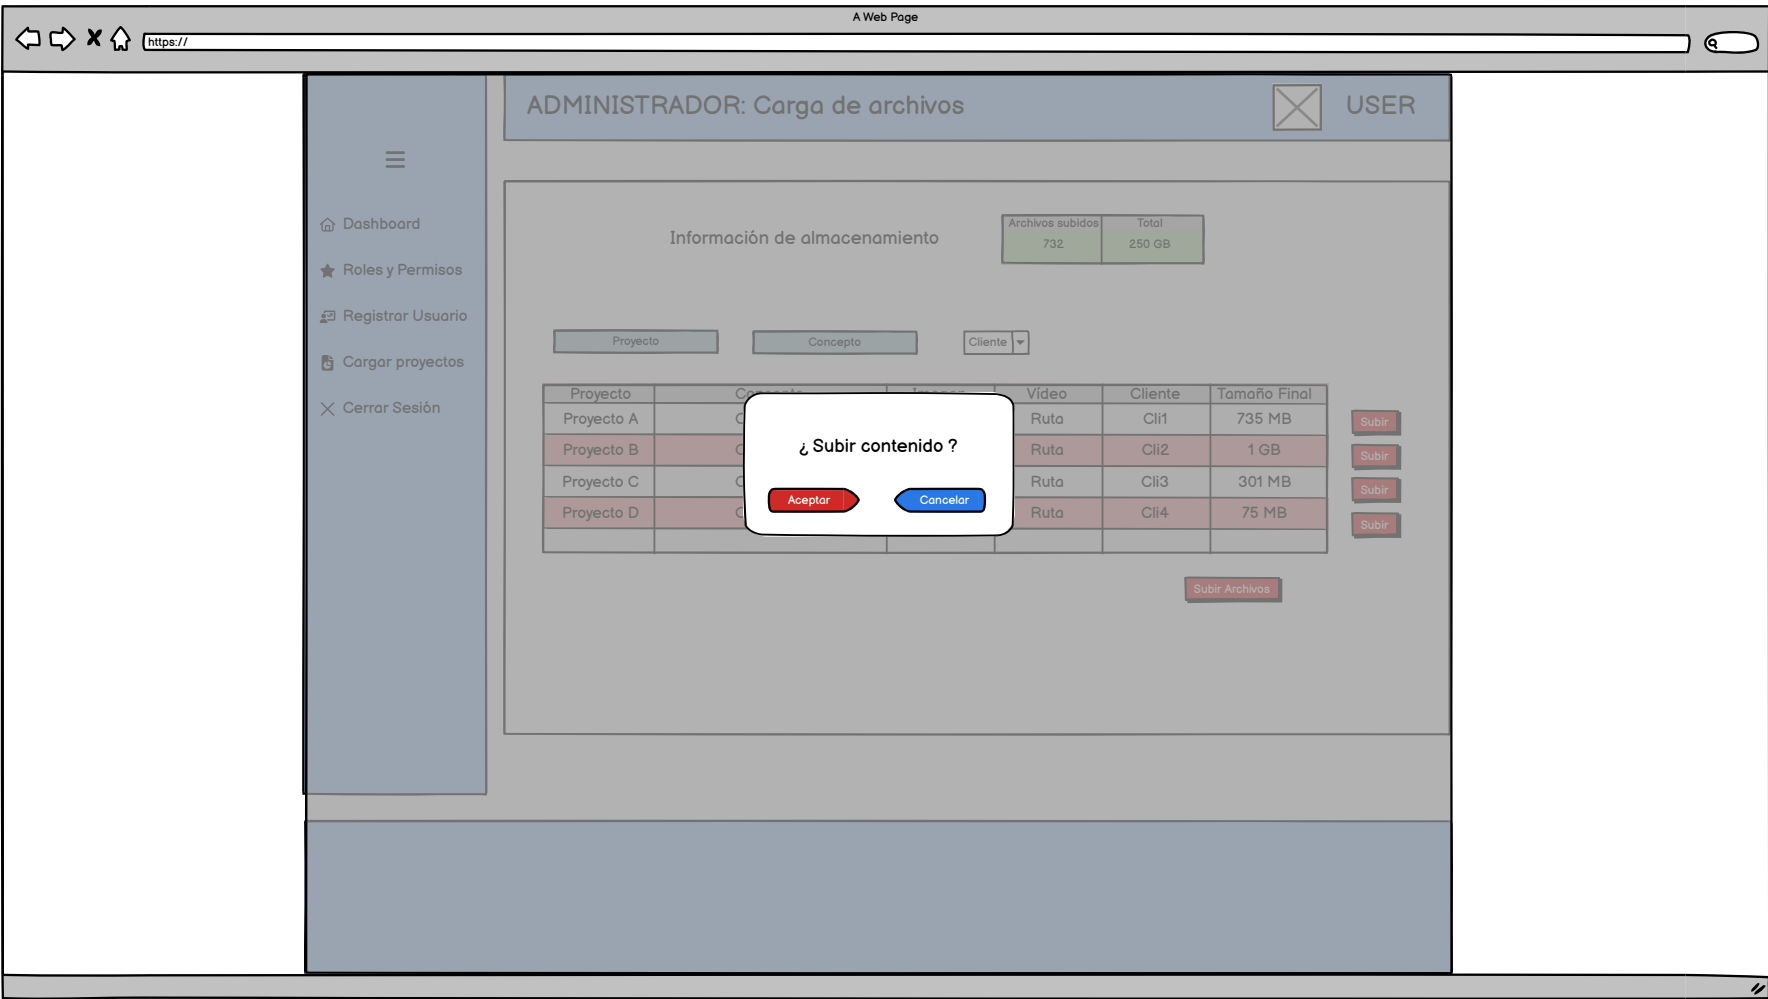 A Web Page
https://
ADMINISTRADOR: Carga de archivos
USER
Dashboard
Roles y Permisos
Registrar Usuario
Cargar proyectos
Cerrar Sesión
Información de almacenamiento
Archivos subidos Total
732 250 GB
Proyecto Concepto Cliente
Proyecto Vídeo Cliente Tamaño Final
Proyecto A Ruta Cli1 735 MB Subir
Proyecto B Ruta Cli2 1 GB Subir
Proyecto C Ruta Cli3 301 MB Subir
Proyecto D Ruta Cli4 75 MB Subir
¿ Subir contenido ?
Aceptar Cancelar
Subir Archivos